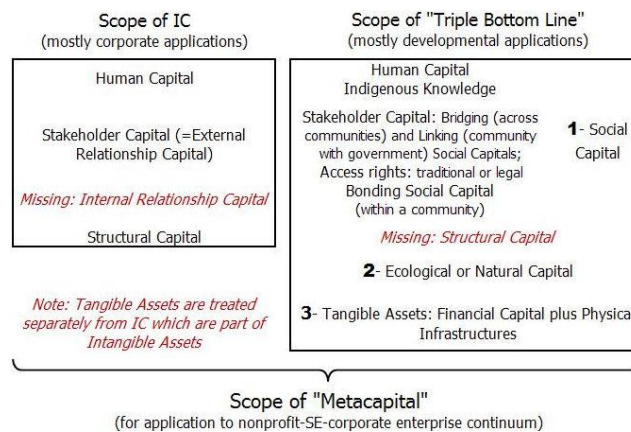 Scope of IC
(mostly corporate applications)
Human Capital
Stakeholder Capital (=External
Relationship Capital)
Missing: Internal Relationship Capital
Structural Capital
Note: Tangible Assets are treated
separately from IC which are part of
Intangible Assets
Scope of "Triple Bottom Line"
(mostly developmental applications)
Human Capital
Indigenous Knowledge
Stakeholder Capital: Bridging (across
communities) and Linking (community
with government) Social Capitals;
Access rights: traditional or legal
Bonding Social Capital
(within a community)
1- Social
Capital
Missing: Structural Capital
2- Ecological or Natural Capital
3- Tangible Assets: Financial Capital plus Physical
Infrastructures
Scope of "Metacapital"
(for application to nonprofit-SE-corporate enterprise continuum)